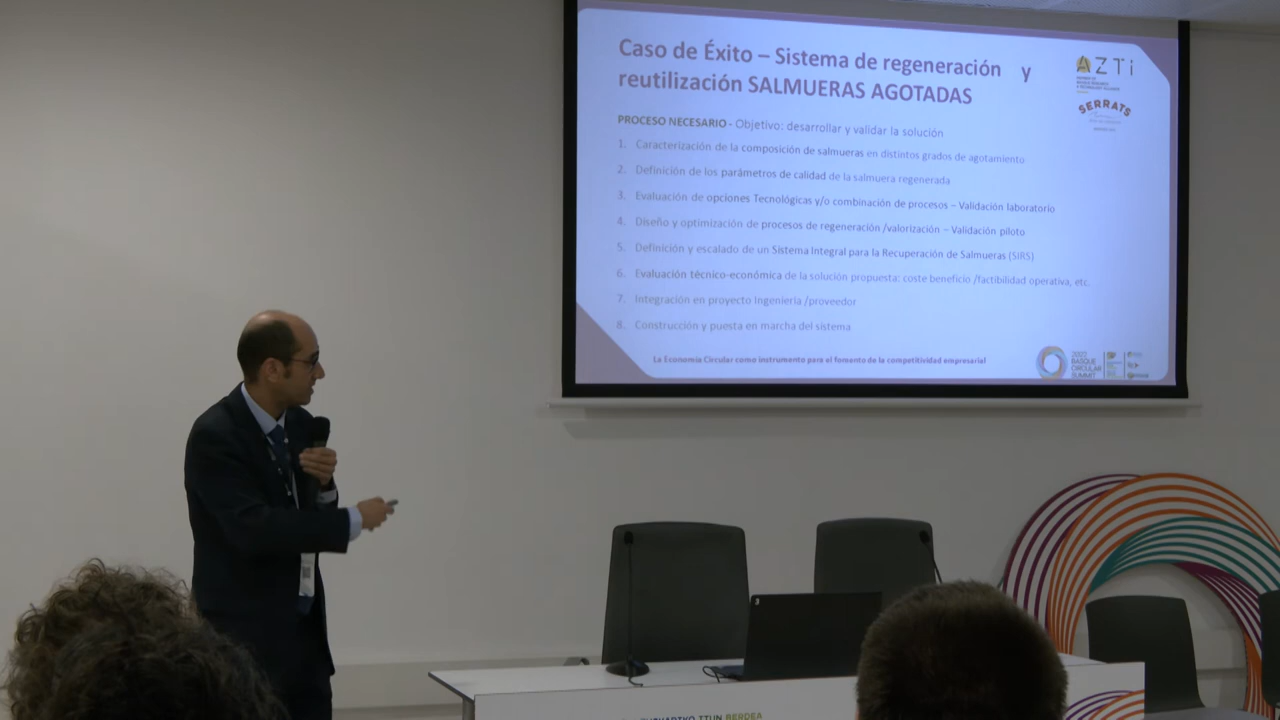 Caso de Éxito – Sistema de regeneración y
reutilización SALMUERAS AGOTADAS
AZTi
SERRATS
PROCESO NECESARIO - Objetivo: desarrollar y validar la solución
1. Caracterización de la composición de salmueras en distintos grados de agotamiento
2. Definición de los parámetros de calidad de la salmuera regenerada
3. Evaluación de opciones Tecnológicas y/o combinación de procesos – Validación laboratorio
4. Diseño y optimización de procesos de regeneración /valorización – Validación piloto
5. Definición y escalado de un Sistema Integral para la Recuperación de Salmueras (SIRS)
6. Evaluación técnico-económica de la solución propuesta: coste beneficio /factibilidad operativa, etc.
7. Integración en proyecto Ingeniería /proveedor
8. Construcción y puesta en marcha del sistema
La Economía Circular como instrumento para el fomento de la competitividad empresarial
BASQUE
CIRCULAR
SUMMIT
BERDEA